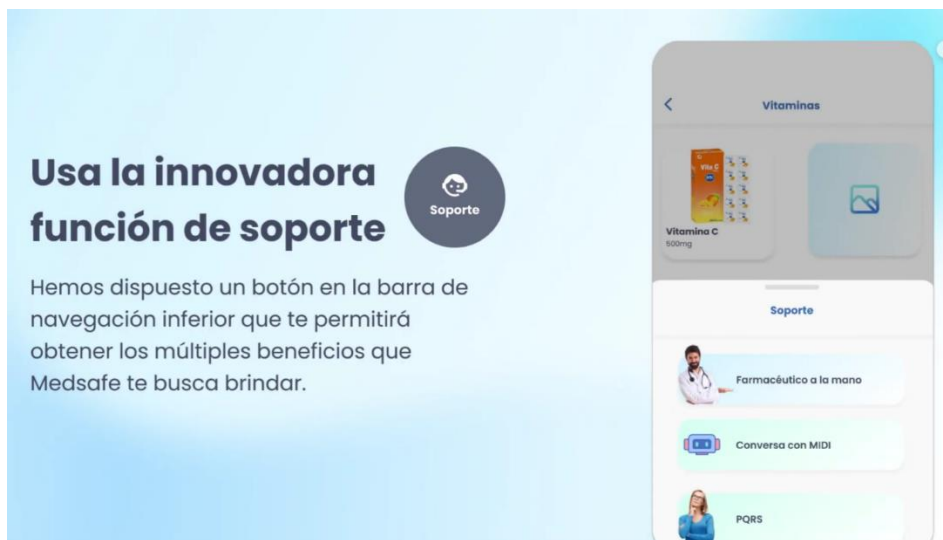 Usa la innovadora
función de soporte
Soporte
Hemos dispuesto un botón en la barra de
navegación inferior que te permitirá
obtener los múltiples beneficios que
Medsafe te busca brindar.
Vitaminas
Vita C
Vitamina C
500mg
Soporte
Farmacéutico a la mano
Conversa con MIDI
PQRS